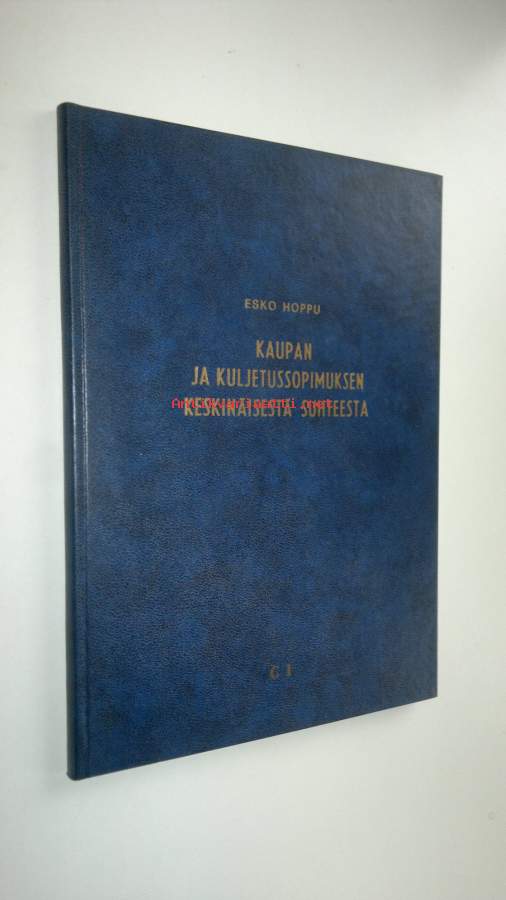 ESKO HOPPU
KAUPAN
JA KULJETUSSOPIMUKSEN
KESKINÄISESTÄ SUHTEESTA